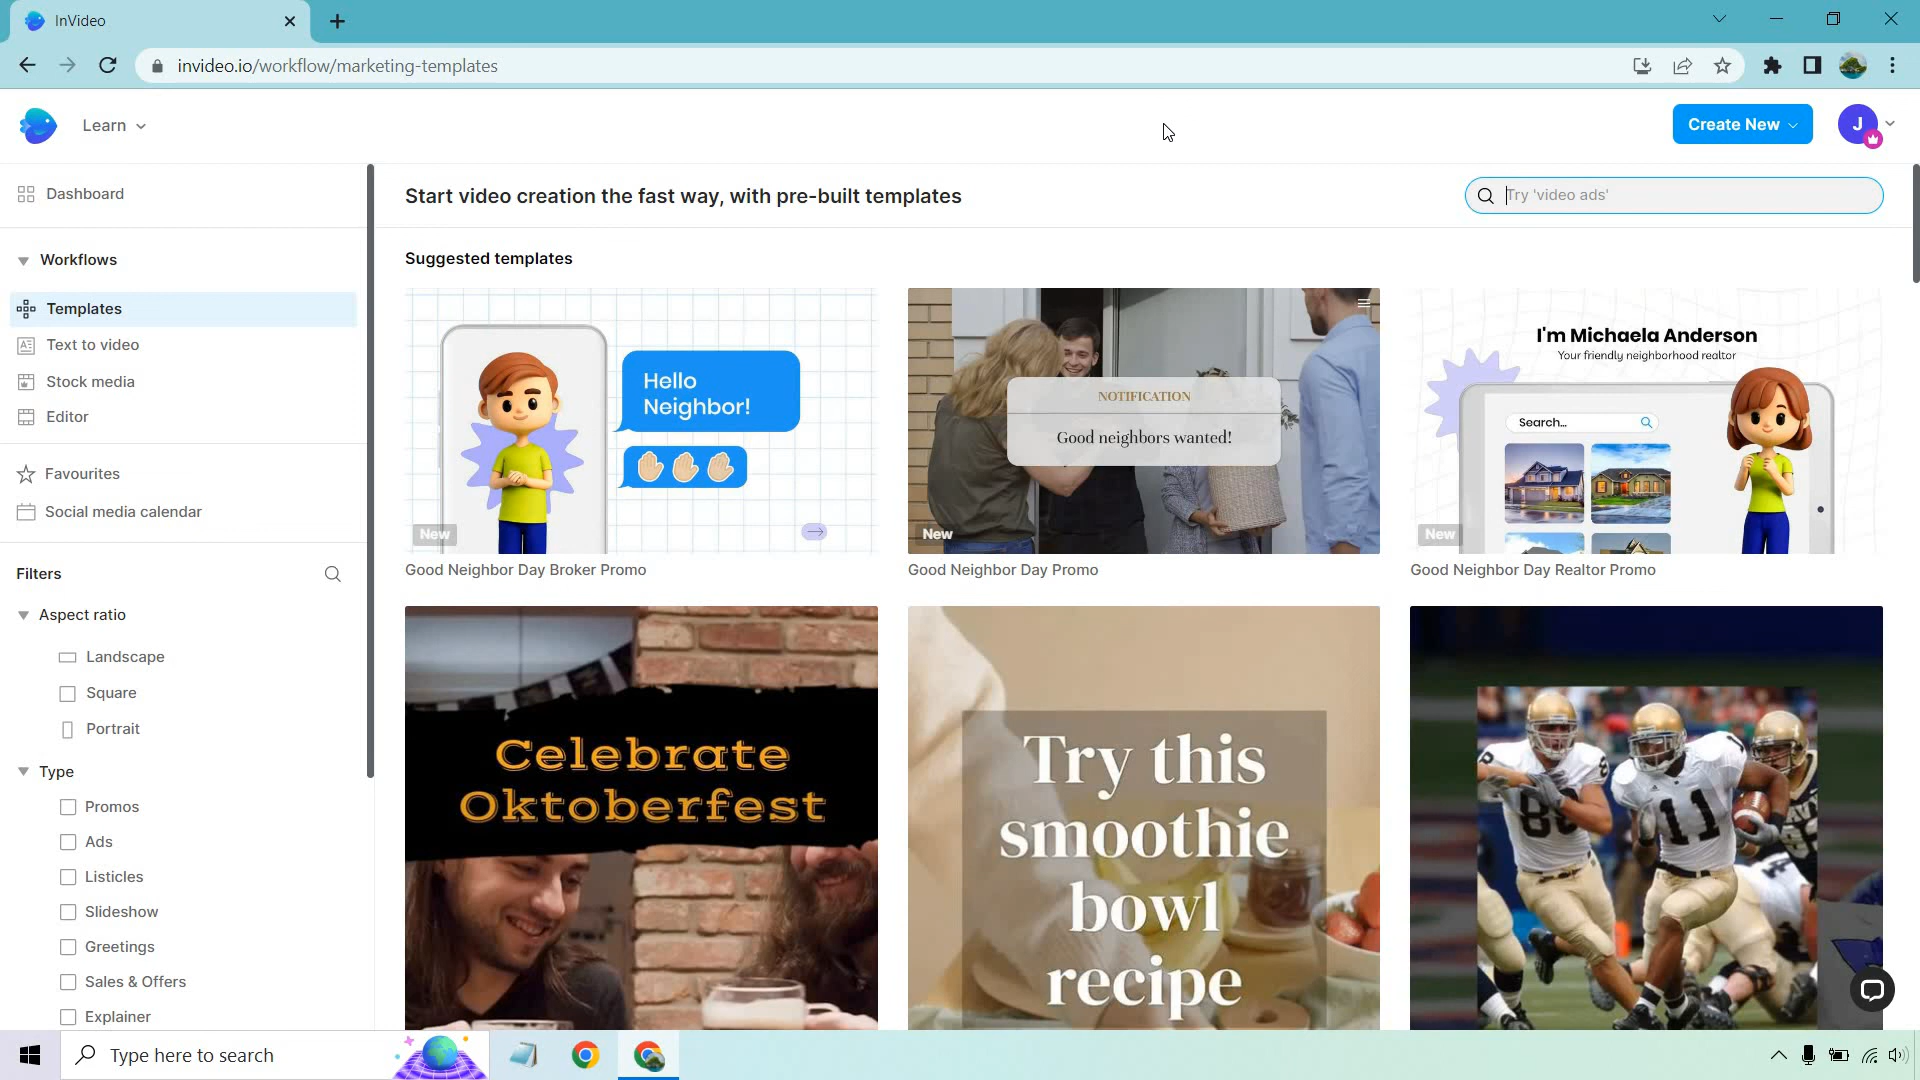 InVideo
invideo.io/workflow/marketing-templates
Learn
Create New
J
Dashboard
Workflows
Templates
Text to video
Stock media
Editor
Favourites
Social media calendar
Filters
Aspect ratio
Landscape
Square
Portrait
Type
Promos
Ads
Listicles
Slideshow
Greetings
Sales & Offers
Explainer
Start video creation the fast way, with pre-built templates
Try 'video ads'
Suggested templates
Hello
Neighbor!
New
Good Neighbor Day Broker Promo
NOTIFICATION
Good neighbors wanted!
New
Good Neighbor Day Promo
I'm Michaela Anderson
Your friendly neighborhood realtor
Search...
New
Good Neighbor Day Realtor Promo
Celebrate
Oktoberfest
Try this
smoothie
bowl
recipe
88
11
Type here to search